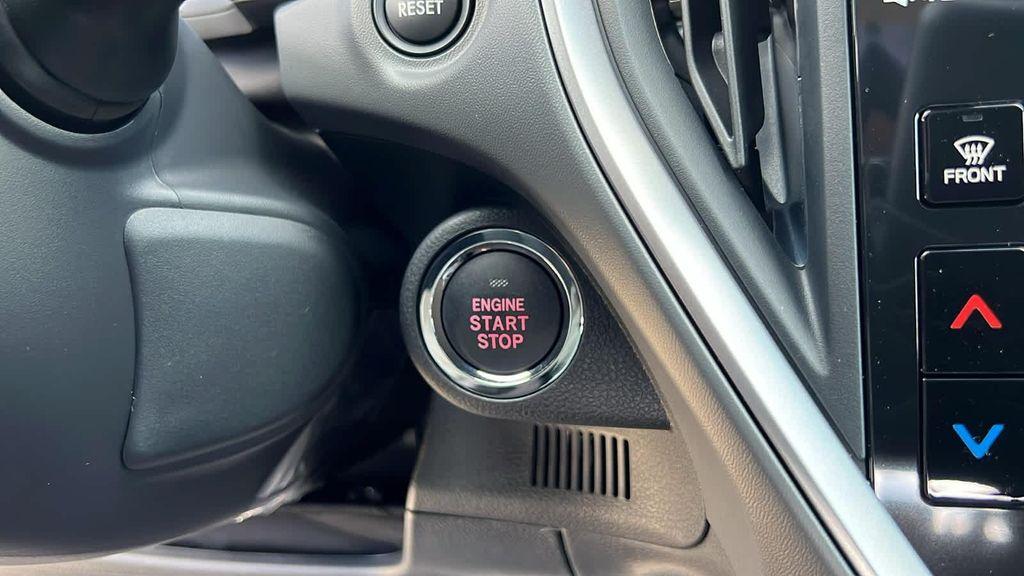 RESET
FRONT
ENGINE
START
STOP